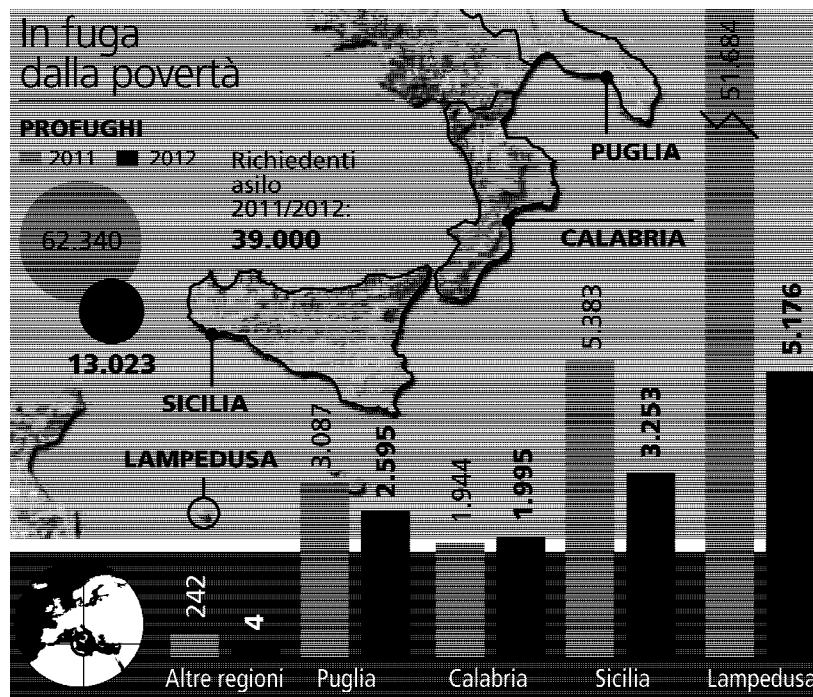 In fuga
dalla povertà
PROFUGHI
2011 2012
Richiedenti
asilo
2011/2012:
39.000
62.340
13.023
PUGLIA
CALABRIA
SICILIA
LAMPEDUSA
242
4
3.087
2.595
1.944
1.995
5.383
3.253
51.684
5.176
Altre regioni Puglia Calabria Sicilia Lampedusa